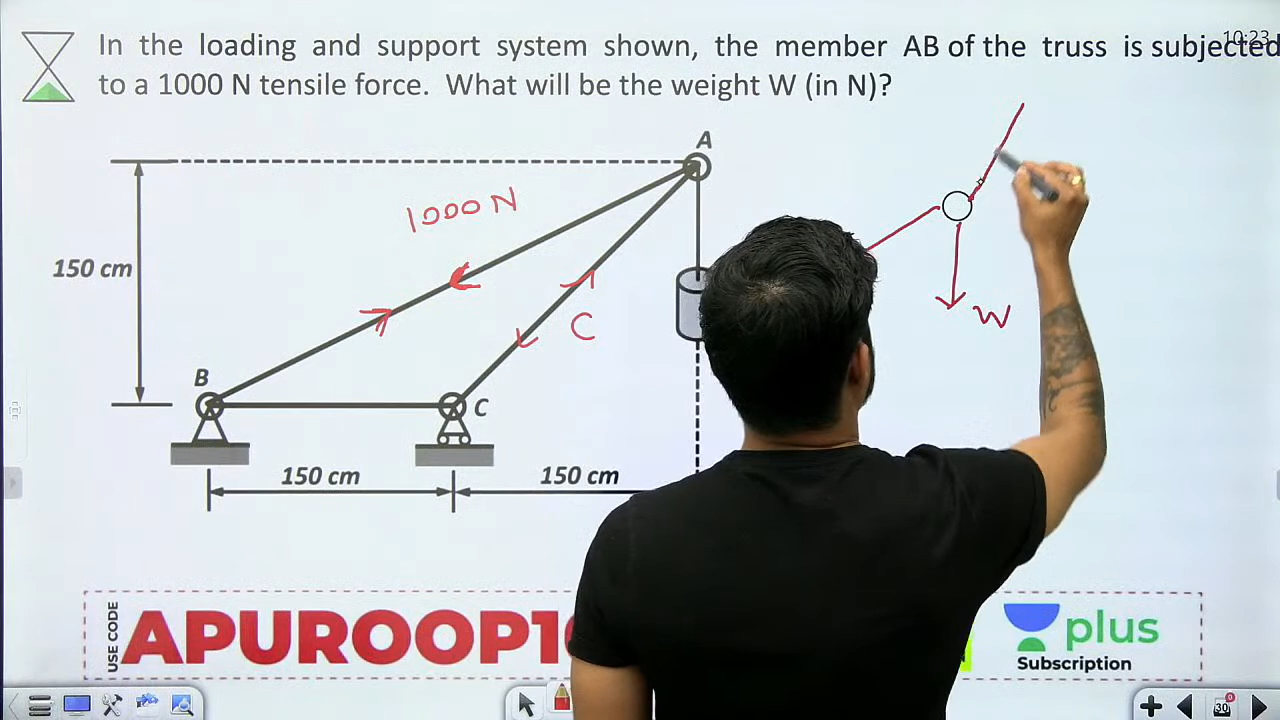 10:23
In the loading and support system shown, the member AB of the truss is subjected
to a 1000 N tensile force. What will be the weight W (in N)?
A
1000 N
150 cm
C
W
B
C
150 cm
150 cm
USE CODE
APUROOP1
plus
Subscription
30